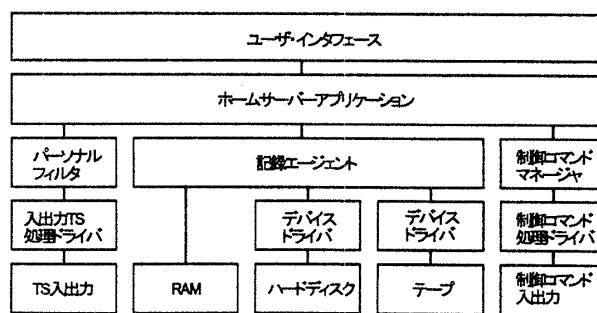 ユーザ・インタフェース
ホームサーバーアプリケーション
パーソナル
フィルタ
記録エージェント
制御コマンド
マネージャ
入出力TS
処理ドライバ
デバイス
ドライバ
デバイス
ドライバ
制御コマンド
処理ドライバ
TS入出力
RAM
ハードディスク
テープ
制御コマンド
入出力